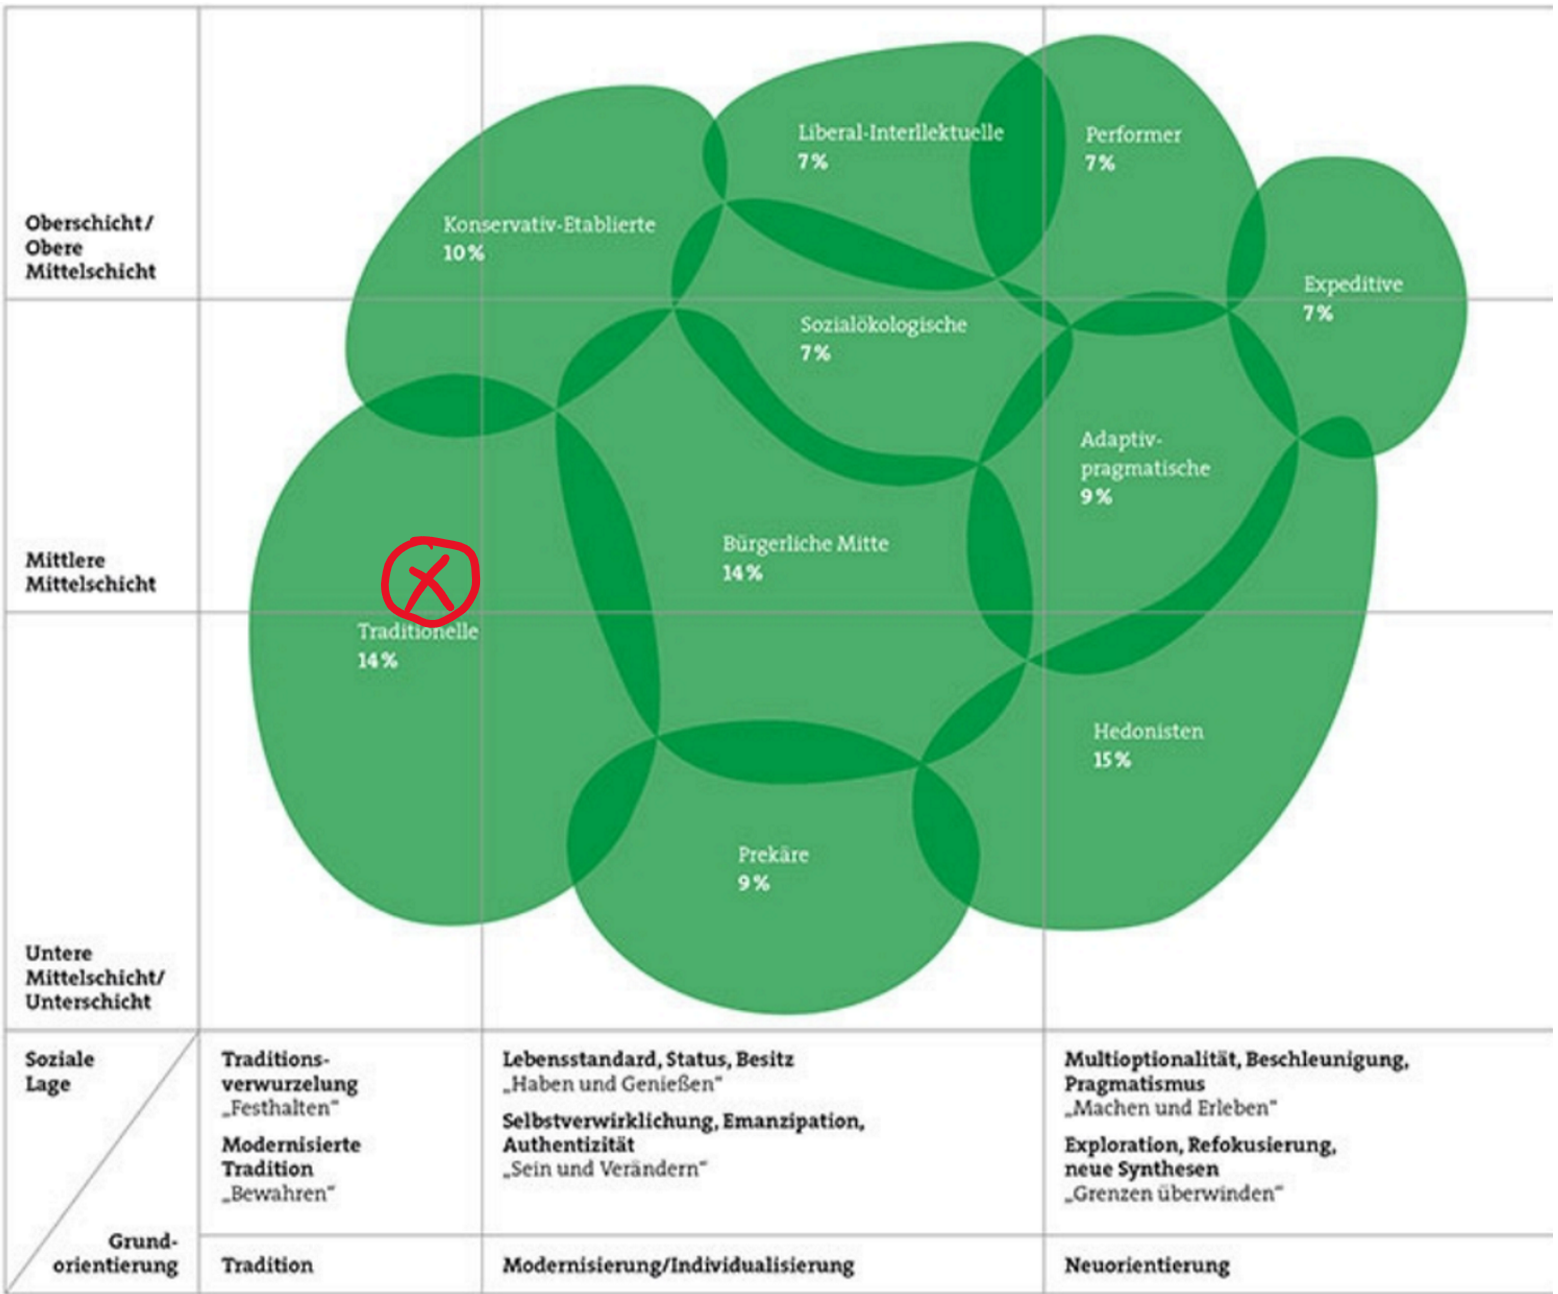 Liberal-Interllektuelle
7%
Performer
7%
Konservativ-Etablierte
10%
Oberschicht/
Obere
Mittelschicht
Expeditive
7%
Sozialökologische
7%
Adaptiv-
pragmatische
9%
Mittlere
Mittelschicht
Bürgerliche Mitte
14%
X
Traditionelle
14%
Hedonisten
15%
Prekäre
9%
Untere
Mittelschicht/
Unterschicht
Soziale
Lage
Grund-
orientierung
Traditions-
verwurzelung
„Festhalten“
Modernisierte
Tradition
„Bewahren“
Lebensstandard, Status, Besitz
„Haben und Genießen“
Selbstverwirklichung, Emanzipation,
Authentizität
„Sein und Verändern“
Multioptionalität, Beschleunigung,
Pragmatismus
„Machen und Erleben“
Exploration, Refokusierung,
neue Synthesen
„Grenzen überwinden“
Tradition
Modernisierung/Individualisierung
Neuorientierung